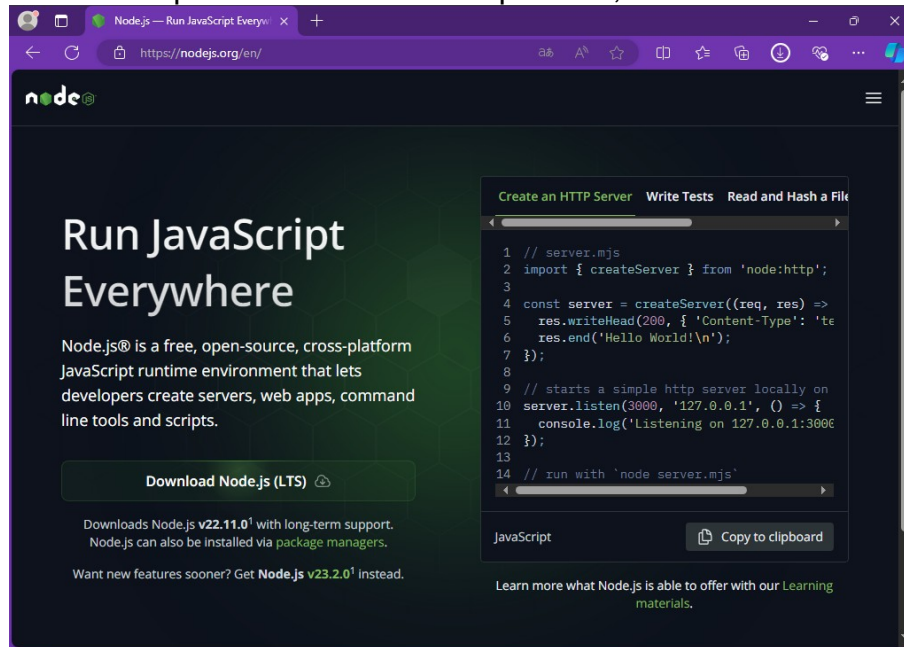 Node.js — Run JavaScript Everyw
https://nodejs.org/en/
node
Run JavaScript
Everywhere
Node.js® is a free, open-source, cross-platform
JavaScript runtime environment that lets
developers create servers, web apps, command
line tools and scripts.
Download Node.js (LTS)
Downloads Node.js v22.11.0¹ with long-term support.
Node.js can also be installed via package managers.
Want new features sooner? Get Node.js v23.2.0¹ instead.
Create an HTTP Server Write Tests Read and Hash a File
1 // server.mjs
2 import { createServer } from 'node:http';
3
4 const server = createServer((req, res) =>
5 res.writeHead(200, { 'Content-Type': 'te
6 res.end('Hello World!\n');
7 });
8
9 // starts a simple http server locally on
10 server.listen(3000, '127.0.0.1', () => {
11 console.log('Listening on 127.0.0.1:3000
12 });
13
14 // run with `node server.mjs`
JavaScript
Copy to clipboard
Learn more what Node.js is able to offer with our Learning
materials.